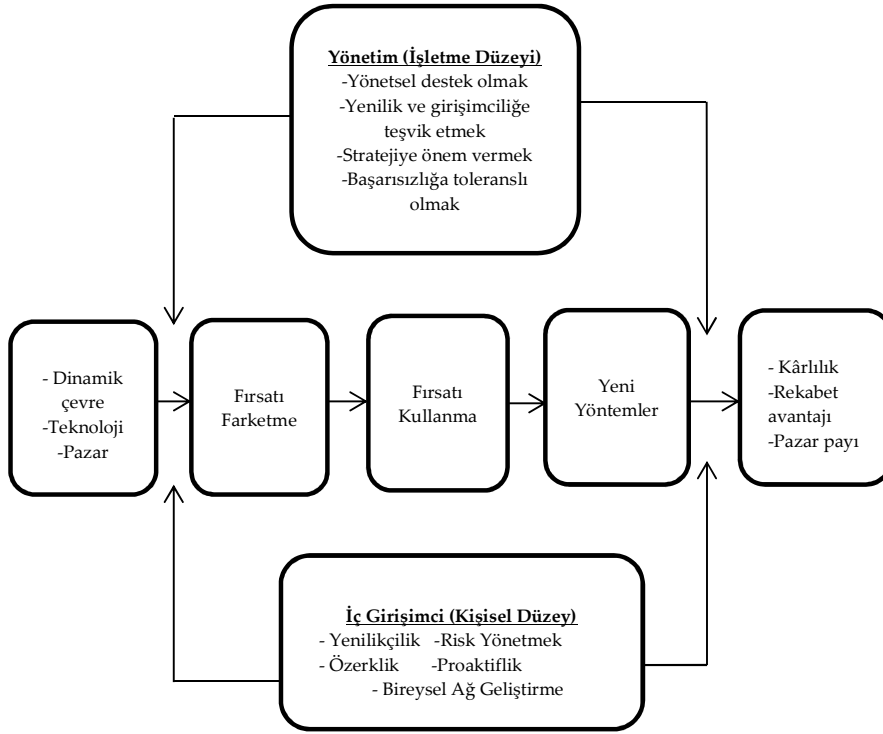 Yönetim (İşletme Düzeyi)
-Yönetsel destek olmak
-Yenilik ve girişimciliğe
teşvik etmek
-Stratejiye önem vermek
-Başarısızlığa toleranslı
olmak
- Dinamik
çevre
-Teknoloji
-Pazar
Fırsatı
Farketme
Fırsatı
Kullanma
Yeni
Yöntemler
- Kârlılık
-Rekabet
avantajı
-Pazar payı
İç Girişimci (Kişisel Düzey)
- Yenilikçilik -Risk Yönetmek
- Özerklik -Proaktiflik
- Bireysel Ağ Geliştirme